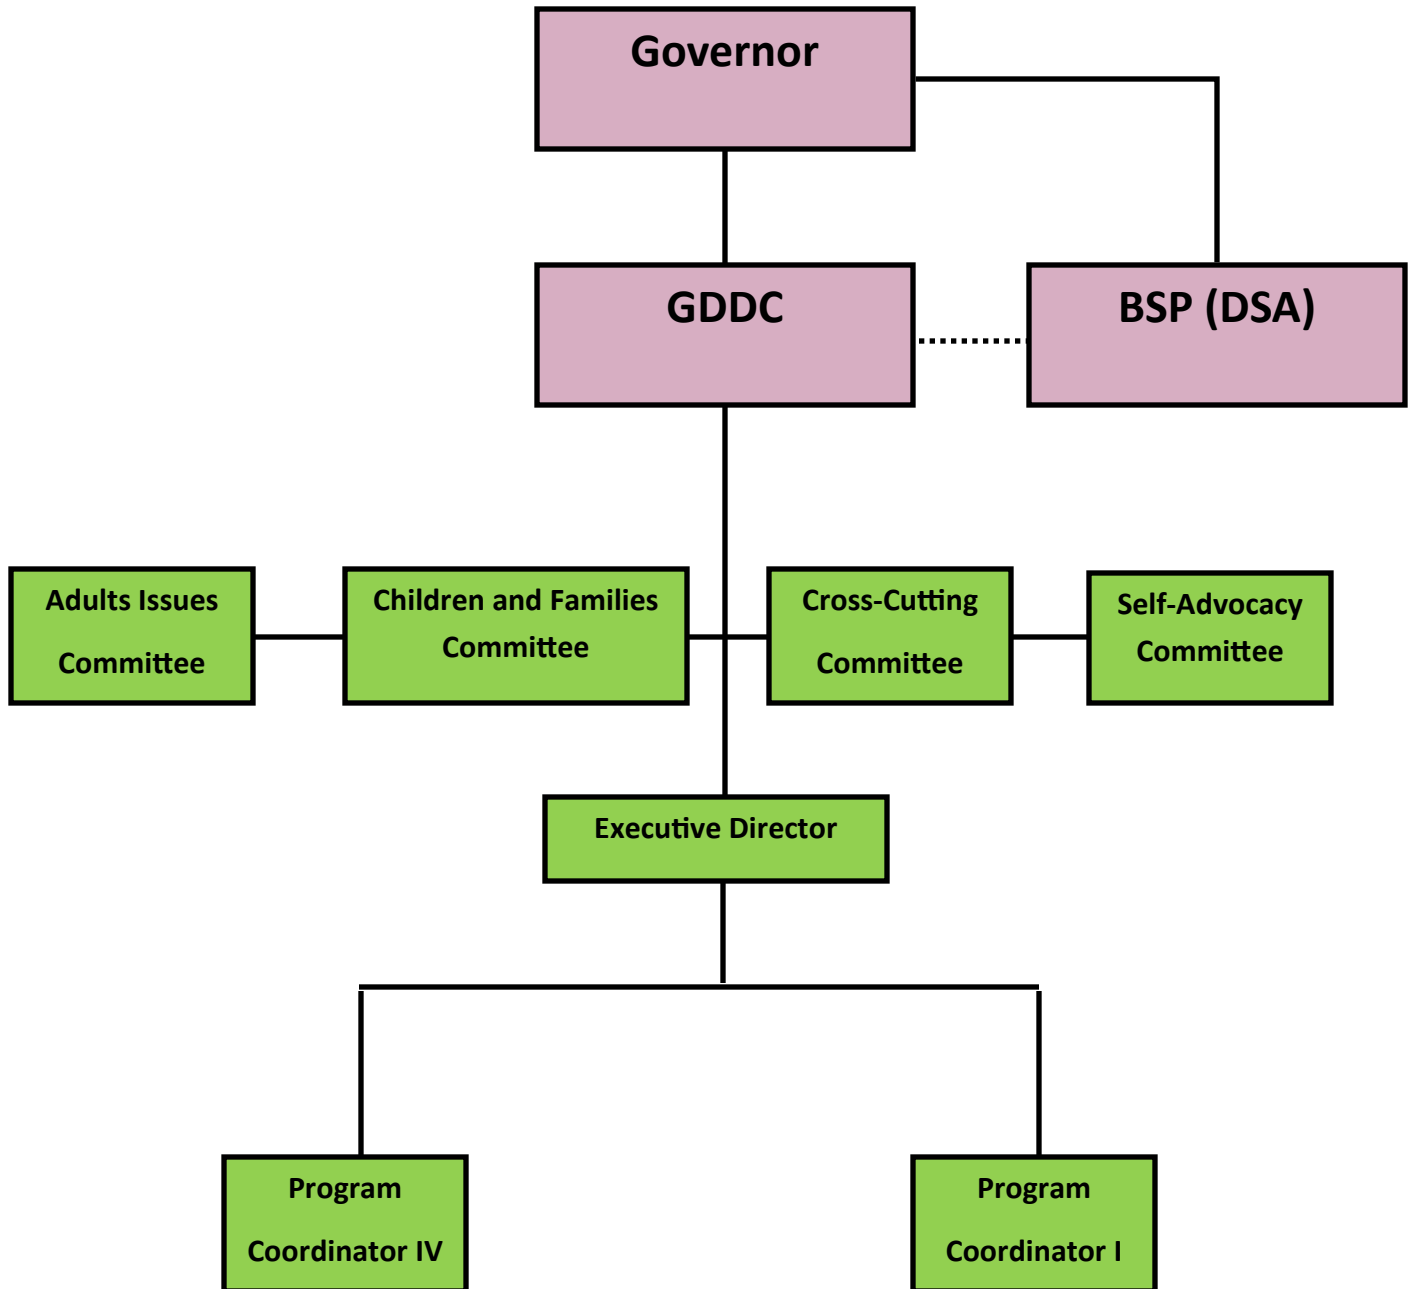 Governor
GDDC
BSP (DSA)
Adults Issues
Committee
Children and Families
Committee
Cross-Cutting
Committee
Self-Advocacy
Committee
Executive Director
Program
Coordinator IV
Program
Coordinator I